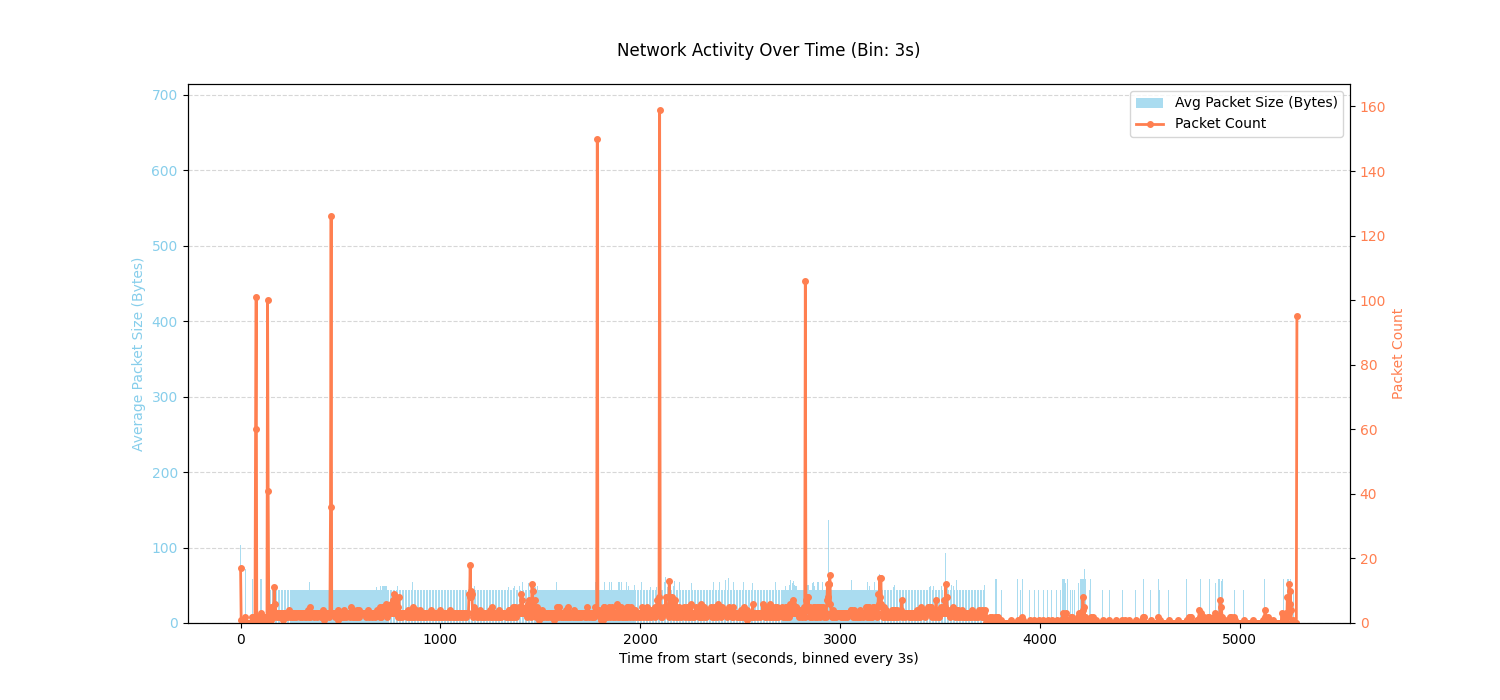 Network Activity Over Time (Bin: 3s)
Avg Packet Size (Bytes)
Packet Count
Average Packet Size (Bytes)
700
600
500
400
300
200
100
0
160
140
120
100
80
60
40
20
0
Packet Count
0 1000 2000 3000 4000 5000
Time from start (seconds, binned every 3s)